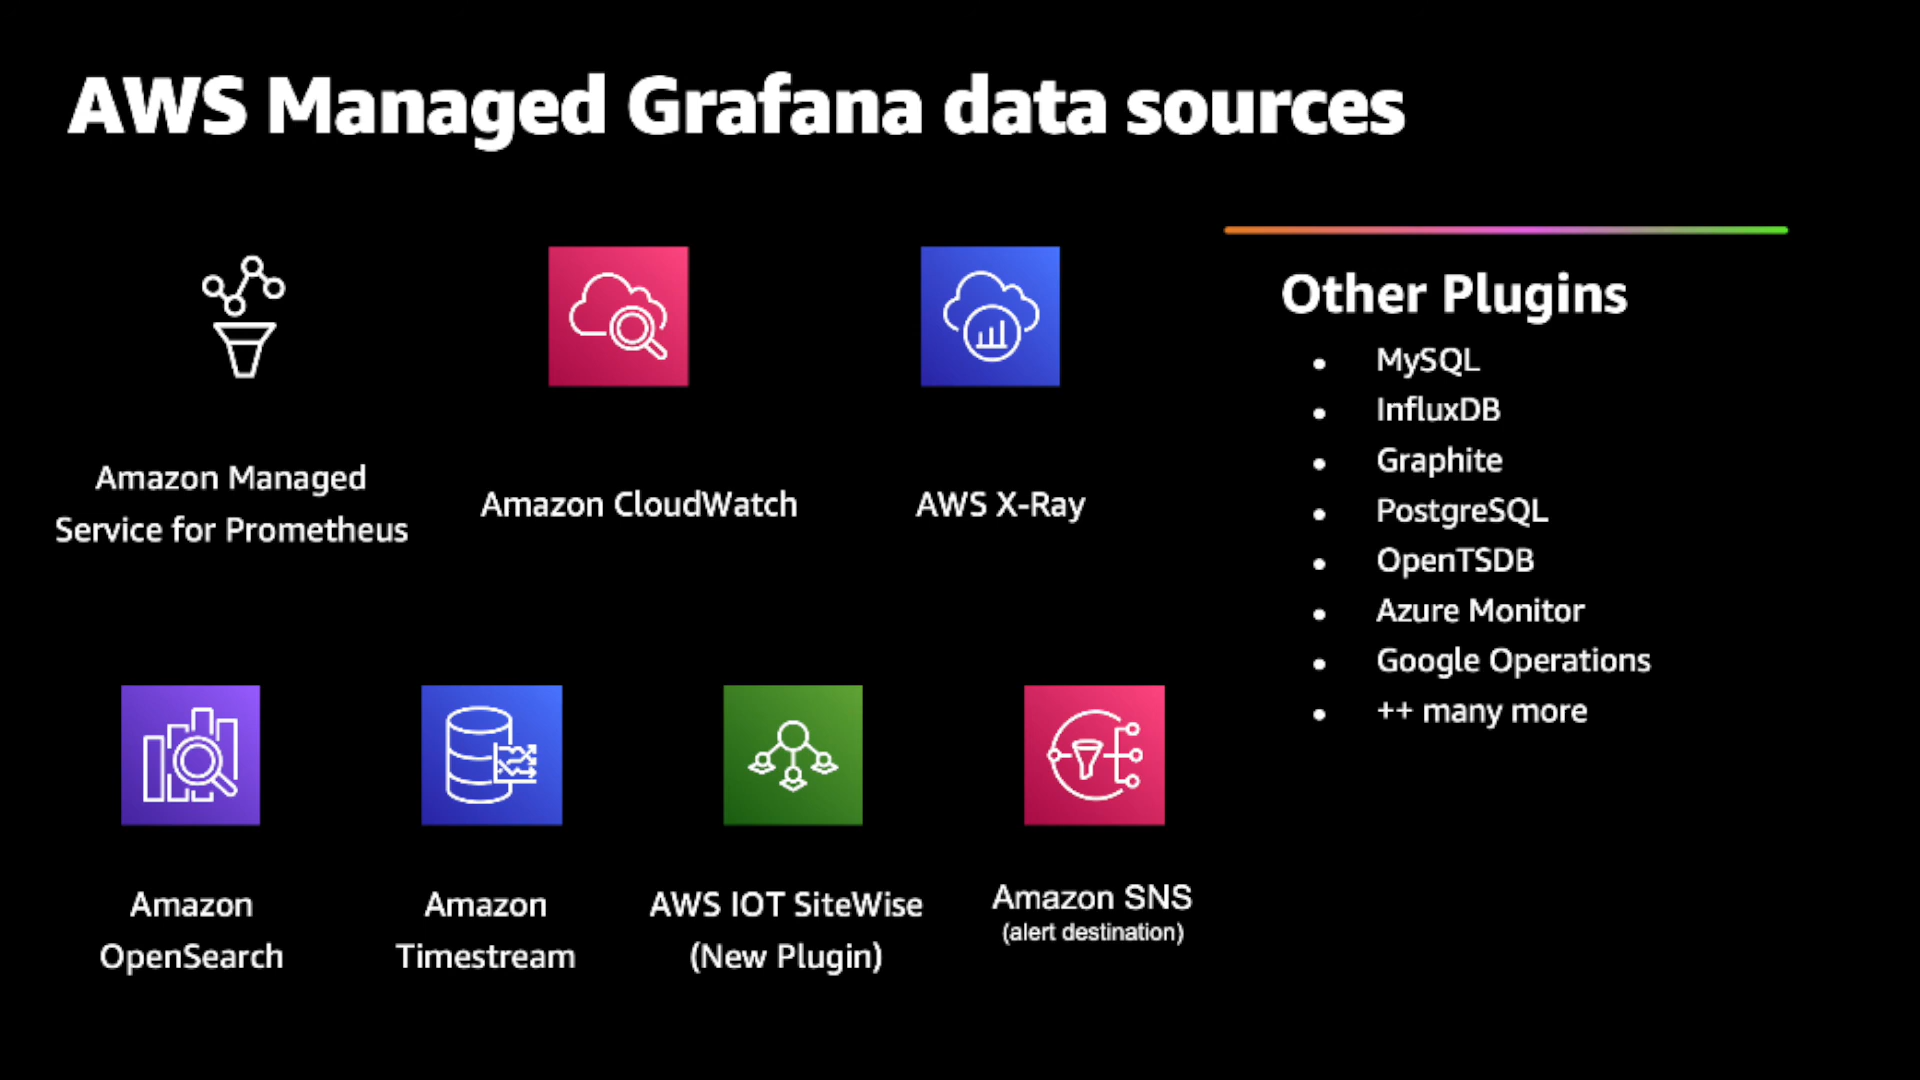 AWS Managed Grafana data sources
Amazon Managed
Service for Prometheus
Amazon CloudWatch
AWS X-Ray
Amazon
OpenSearch
Amazon
Timestream
AWS IOT SiteWise
(New Plugin)
Amazon SNS
(alert destination)
Other Plugins
• MySQL
• InfluxDB
• Graphite
• PostgreSQL
• OpenTSDB
• Azure Monitor
• Google Operations
• ++ many more